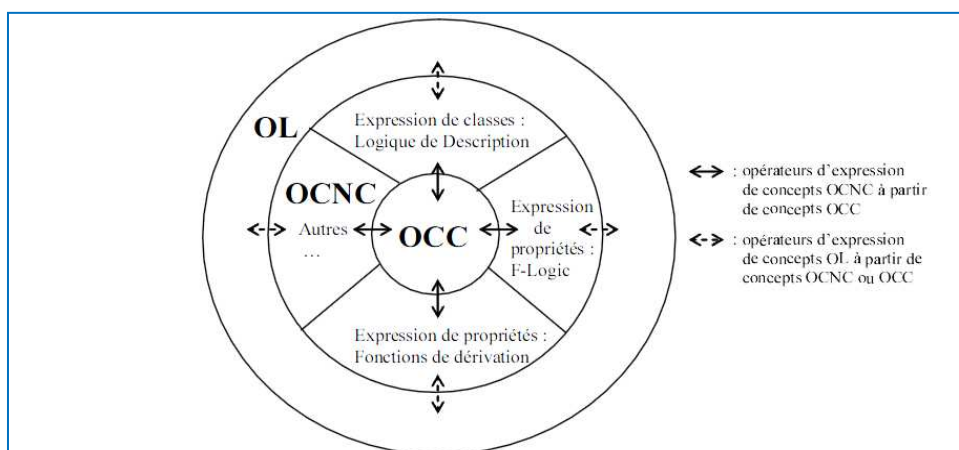 OL
Expression de classes :
Logique de Description
OCNC
Autres
...
OCC
Expression
de
propriétés :
F-Logic
Expression de propriétés :
Fonctions de dérivation
: opérateurs d'expression
de concepts OCNC à partir
de concepts OCC
: opérateurs d'expression
de concepts OL à partir de
concepts OCNC ou OCC